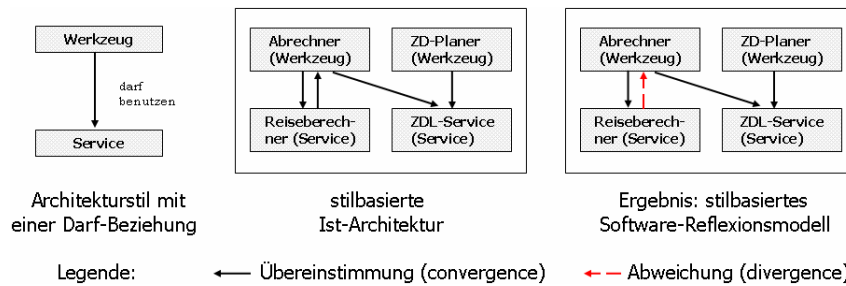 Werkzeug
darf
benutzen
Service
Architekturstil mit
einer Darf-Beziehung
Abrechner
(Werkzeug)
ZD-Planer
(Werkzeug)
Reiseberech-
ner (Service)
ZDL-Service
(Service)
stilbasierte
Ist-Architektur
Abrechner
(Werkzeug)
ZD-Planer
(Werkzeug)
Reiseberech-
ner (Service)
ZDL-Service
(Service)
Ergebnis: stilbasiertes
Software-Reflexionsmodell
Legende:
Übereinstimmung (convergence)
Abweichung (divergence)